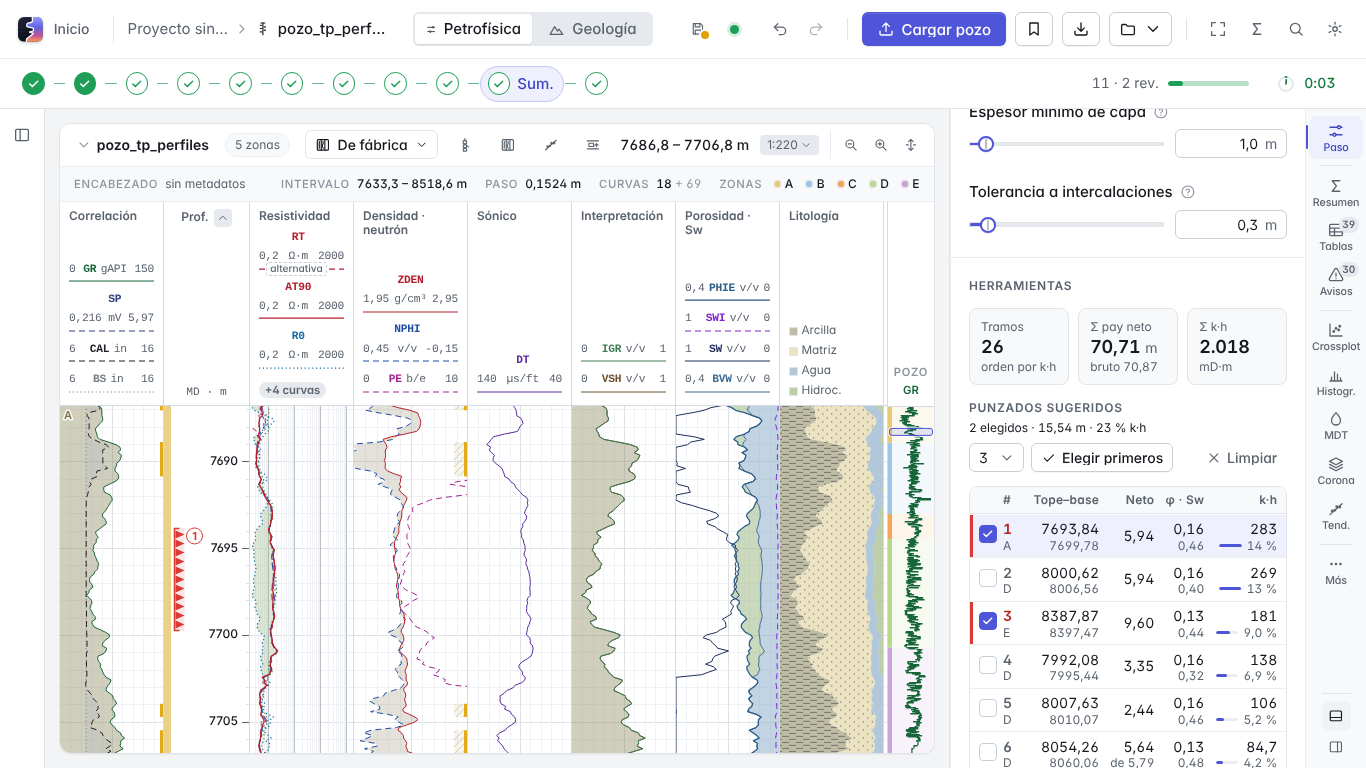 Inicio
Proyecto sin...
pozo_tp_perf...
Petrofísica
Geología
Cargar pozo
Sum.
11 · 2 rev.
0:03
pozo_tp_perfiles
5 zonas
De fábrica
7686,8 – 7706,8 m
1:220
ENCABEZADO sin metadatos
INTERVALO 7633,3 – 8518,6 m
PASO 0,1524 m
CURVAS 18 + 69
ZONAS A B C D E
Correlación
0 GR gAPI 150
SP
0,216 mV 5,97
6 CAL in 16
6 BS in 16
Prof.
MD · m
Resistividad
RT
0,2 Ω·m 2000
alternativa
AT90
0,2 Ω·m 2000
R0
0,2 Ω·m 2000
+4 curvas
Densidad ·
neutrón
ZDEN
1,95 g/cm³ 2,95
NPHI
0,45 v/v -0,15
0 PE b/e 10
Sónico
DT
140 µs/ft 40
Interpretación
0 IGR v/v 1
0 VSH v/v 1
Porosidad ·
Sw
0,4 PHIE v/v 0
1 SWI v/v 0
1 SW v/v 0
0,4 BVW v/v 0
Litología
Arcilla
Matriz
Agua
Hidroc.
POZO
GR
A
7690
7695
7700
7705
1
Espesor mínimo de capa
1,0 m
Tolerancia a intercalaciones
0,3 m
HERRAMIENTAS
Tramos
26
orden por k·h
Σ pay neto
70,71 m
bruto 70,87
Σ k·h
2.018
mD·m
PUNZADOS SUGERIDOS
2 elegidos · 15,54 m · 23 % k·h
3
Elegir primeros
Limpiar
# Tope–base Neto φ · Sw k·h
1 7693,84 5,94 0,16 283
A 7699,78 0,46 14 %
2 8000,62 5,94 0,16 269
D 8006,56 0,40 13 %
3 8387,87 9,60 0,13 181
E 8397,47 0,44 9,0 %
4 7992,08 3,35 0,16 138
D 7995,44 0,32 6,9 %
5 8007,63 2,44 0,16 106
D 8010,07 0,46 5,2 %
6 8054,26 5,64 0,13 84,7
D 8060,06 de 5,79 0,48 4,2 %
Paso
Σ
Resumen
39
Tablas
30
Avisos
Crossplot
Histogr.
MDT
Corona
Tend.
Más